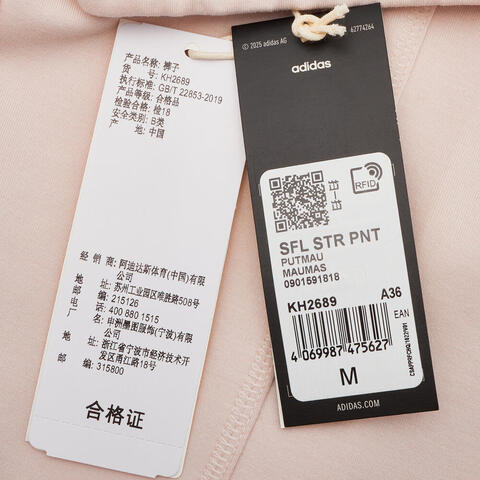 产品名称: 裤子
货 号: KH2689
执行标准: GB/T 22853-2019
产品等级: 合格品
检验合格: 检18
安全类别: B类
产 地: 中国
经 销 商: 阿迪达斯体育(中国)有限
公司
地 址: 苏州工业园区唯胜路508号
邮 编: 215126
电 话: 400 880 1515
制 造 商: 申洲墨图服饰(宁波)有限
公司
地 址: 浙江省宁波市经济技术开
发区甬江路18号
邮 编: 315800
合格证
© 2025 adidas AG
62774264
adidas
RFID
SFL STR PNT
PUTMAU
MAUMAS
0901591818
KH2689 A36
EAN
4 069987 475627
M
ADIDAS.COM